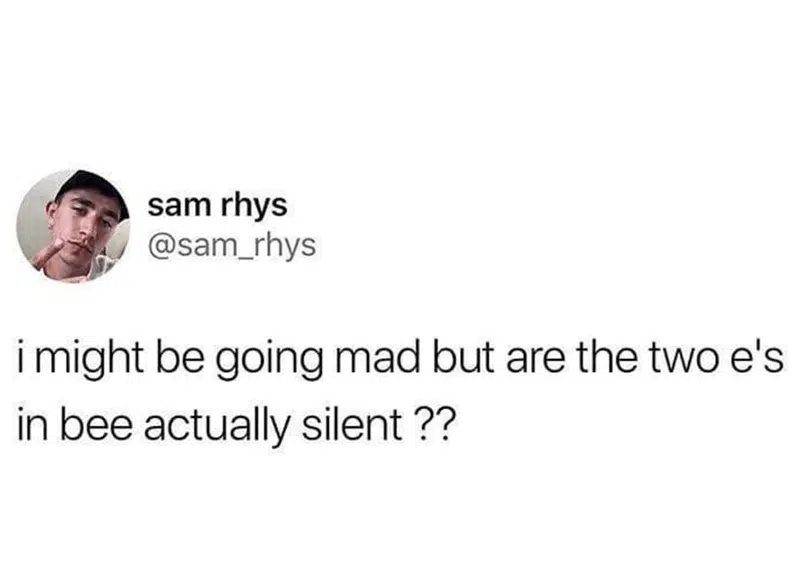 sam rhys
@sam_rhys
i might be going mad but are the two e's
in bee actually silent ??